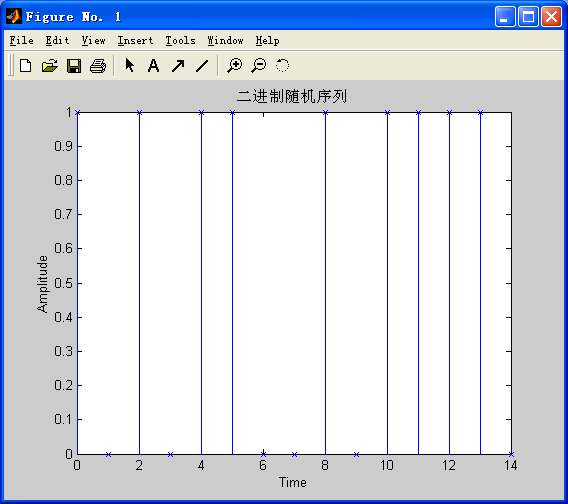 Figure No. 1
File Edit View Insert Tools Window Help
A
二进制随机序列
1
0.9
0.8
0.7
0.6
0.5
0.4
0.3
0.2
0.1
0
Amplitude
0 2 4 6 8 10 12 14
Time